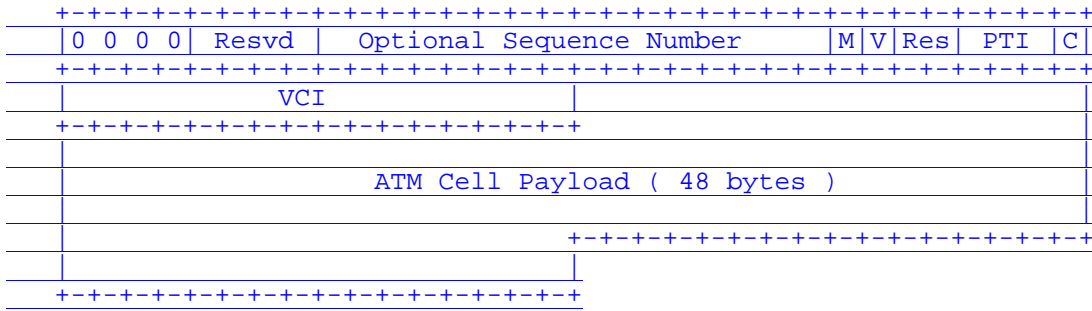 +-+-+-+-+-+-+-+-+-+-+-+-+-+-+-+-+-+-+-+-+-+-+-+-+-+-+-+-+-+-+-+-+
|0 0 0 0| Resvd |  Optional Sequence Number     |M|V|Res| PTI |C|
+-+-+-+-+-+-+-+-+-+-+-+-+-+-+-+-+-+-+-+-+-+-+-+-+-+-+-+-+-+-+-+-+
|             VCI               |                               |
+-+-+-+-+-+-+-+-+-+-+-+-+-+-+-+-+                               |
|                                                               |
|                   ATM Cell Payload ( 48 bytes )               |
|                                                               |
|                               +-+-+-+-+-+-+-+-+-+-+-+-+-+-+-+-+
|                               |
+-+-+-+-+-+-+-+-+-+-+-+-+-+-+-+-+